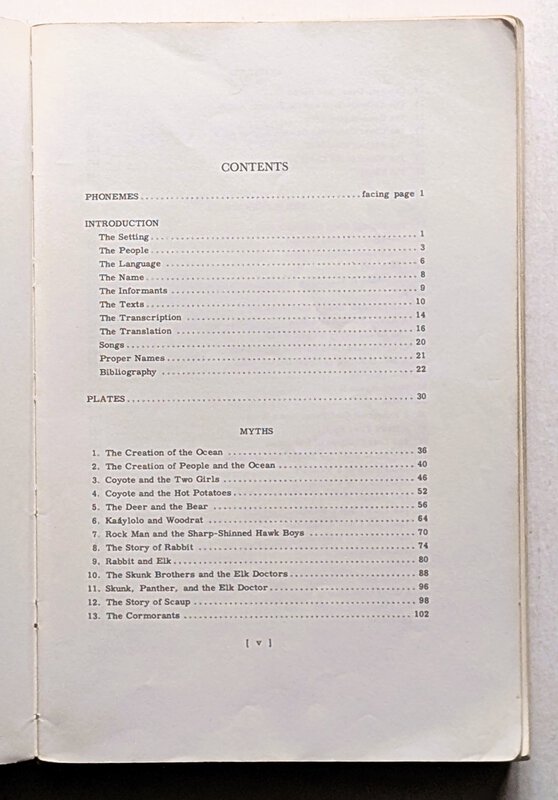 CONTENTS
PHONEMES............................................facing page 1
INTRODUCTION
The Setting.................................................... 1
The People.................................................... 3
The Language ................................................. 6
The Name..................................................... 8
The Informants ................................................ 9
The Texts..................................................... 10
The Transcription ............................................. 14
The Translation ............................................... 16
Songs......................................................... 20
Proper Names................................................. 21
Bibliography .................................................. 22
PLATES......................................................... 30
MYTHS
1. The Creation of the Ocean ..................................... 36
2. The Creation of People and the Ocean........................... 40
3. Coyote and the Two Girls ...................................... 46
4. Coyote and the Hot Potatoes.................................... 52
5. The Deer and the Bear ........................................ 56
6. Kaáylolo and Woodrat ......................................... 64
7. Rock Man and the Sharp-Shinned Hawk Boys ..................... 70
8. The Story of Rabbit ........................................... 74
9. Rabbit and Elk................................................ 80
10. The Skunk Brothers and the Elk Doctors......................... 88
11. Skunk, Panther, and the Elk Doctor............................. 96
12. The Story of Scaup ............................................ 98
13. The Cormorants .............................................. 102
[ v ]